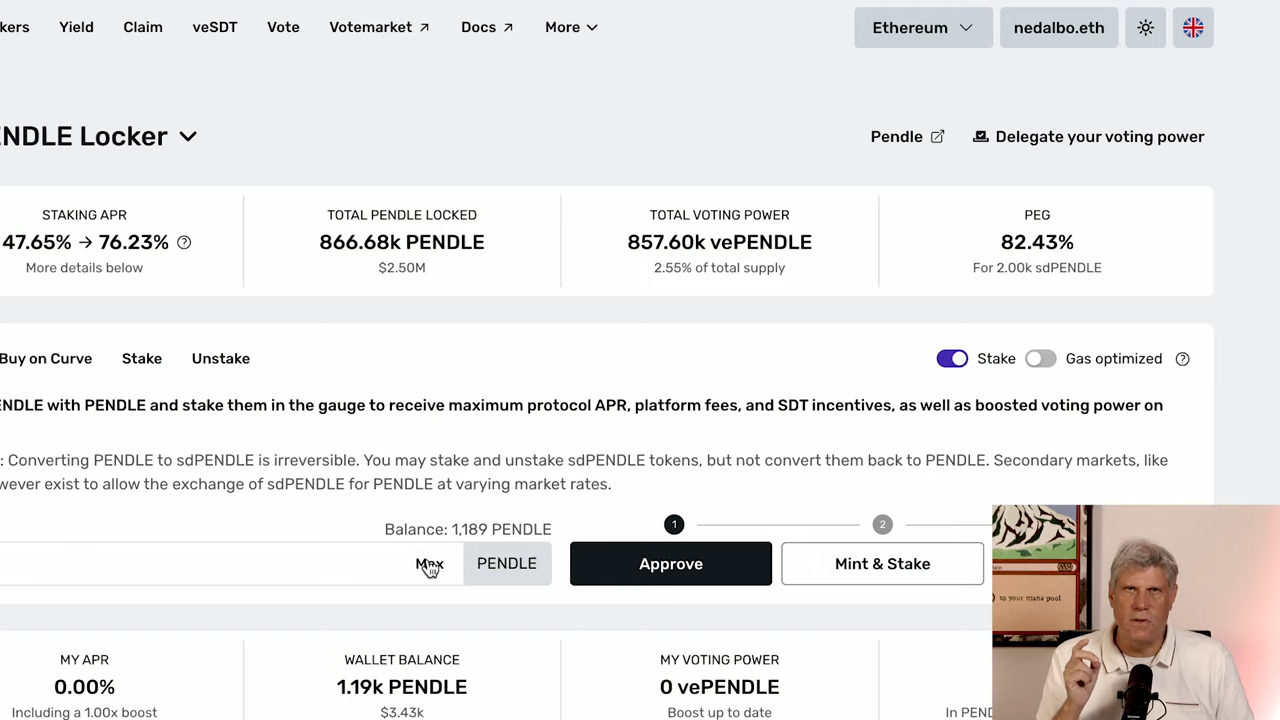 kers Yield Claim veSDT Vote Votemarket ↗ Docs ↗ More Ethereum nedalbo.eth
ENDLE Locker
Pendle Delegate your voting power
STAKING APR TOTAL PENDLE LOCKED TOTAL VOTING POWER PEG
47.65% → 76.23% 866.68k PENDLE 857.60k vePENDLE 82.43%
More details below $2.50M 2.55% of total supply For 2.00k sdPENDLE
Buy on Curve Stake Unstake Stake Gas optimized
ENDLE with PENDLE and stake them in the gauge to receive maximum protocol APR, platform fees, and SDT incentives, as well as boosted voting power on
: Converting PENDLE to sdPENDLE is irreversible. You may stake and unstake sdPENDLE tokens, but not convert them back to PENDLE. Secondary markets, like
wever exist to allow the exchange of sdPENDLE for PENDLE at varying market rates.
Balance: 1,189 PENDLE 1 2
Max PENDLE Approve Mint & Stake
to your mana pool.
MY APR WALLET BALANCE MY VOTING POWER
0.00% 1.19k PENDLE 0 vePENDLE
Including a 1.00x boost $3.43k Boost up to date In PEND